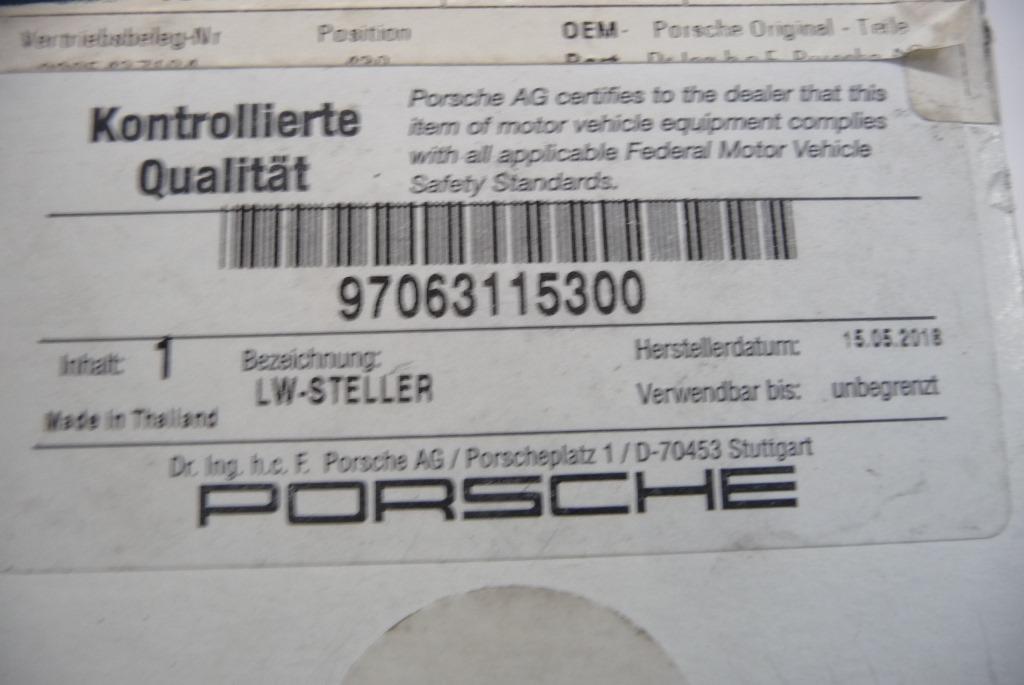 Vertriebsbeleg-Nr Position OEM- Porsche Original - Teile
Kontrollierte
Qualität
Porsche AG certifies to the dealer that this
item of motor vehicle equipment complies
with all applicable Federal Motor Vehicle
Safety Standards.
97063115300
Inhalt: 1
Bezeichnung:
LW-STELLER
Herstellerdatum: 15.05.2018
Verwendbar bis: unbegrenzt
Made in Thailand
Dr. Ing. h.c. F. Porsche AG / Porscheplatz 1 / D-70453 Stuttgart
PORSCHE